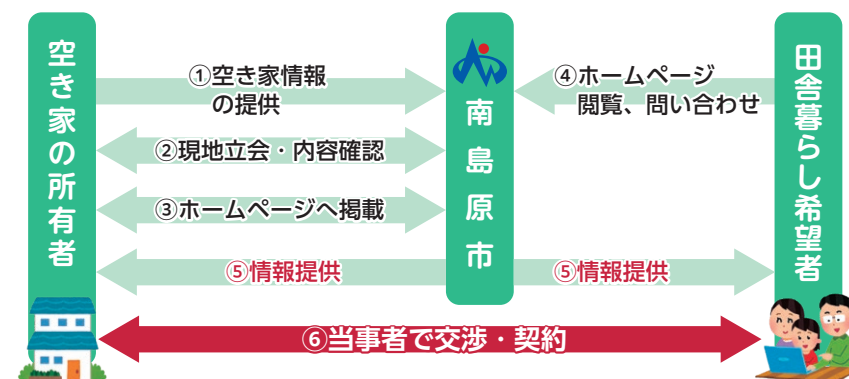 空き家の所有者
①空き家情報
の提供
②現地立会・内容確認
③ホームページへ掲載
⑤情報提供
南島原市
④ホームページ
閲覧、問い合わせ
⑤情報提供
田舎暮らし希望者
⑥当事者で交渉・契約